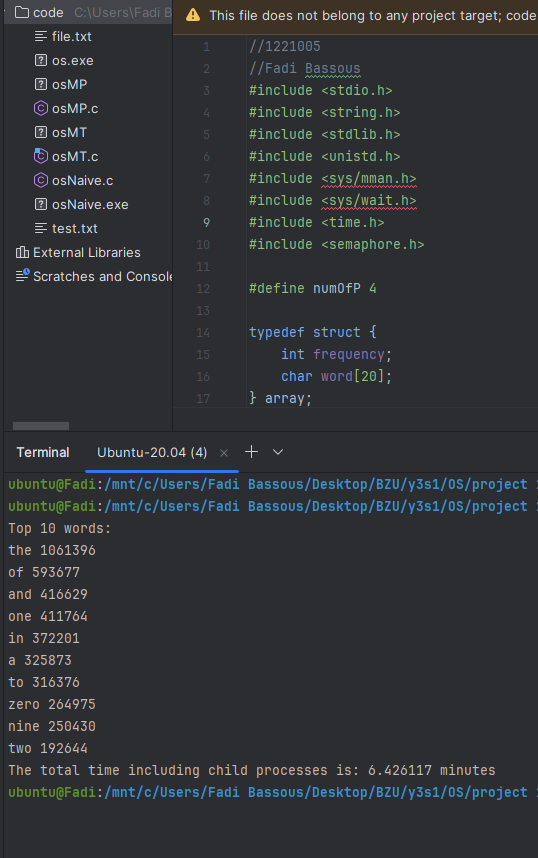 code C:\Users\Fadi B
file.txt
os.exe
osMP
osMP.c
osMT
osMT.c
osNaive.c
osNaive.exe
test.txt
External Libraries
Scratches and Console
This file does not belong to any project target; code
1 //1221005
2 //Fadi Bassous
3 #include <stdio.h>
4 #include <string.h>
5 #include <stdlib.h>
6 #include <unistd.h>
7 #include <sys/mman.h>
8 #include <sys/wait.h>
9 #include <time.h>
10 #include <semaphore.h>
11
12 #define numOfP 4
13
14 typedef struct {
15 int frequency;
16 char word[20];
17 } array;
Terminal Ubuntu-20.04 (4)
ubuntu@Fadi:/mnt/c/Users/Fadi Bassous/Desktop/BZU/y3s1/OS/project
ubuntu@Fadi:/mnt/c/Users/Fadi Bassous/Desktop/BZU/y3s1/OS/project
Top 10 words:
the 1061396
of 593677
and 416629
one 411764
in 372201
a 325873
to 316376
zero 264975
nine 250430
two 192644
The total time including child processes is: 6.426117 minutes
ubuntu@Fadi:/mnt/c/Users/Fadi Bassous/Desktop/BZU/y3s1/OS/project